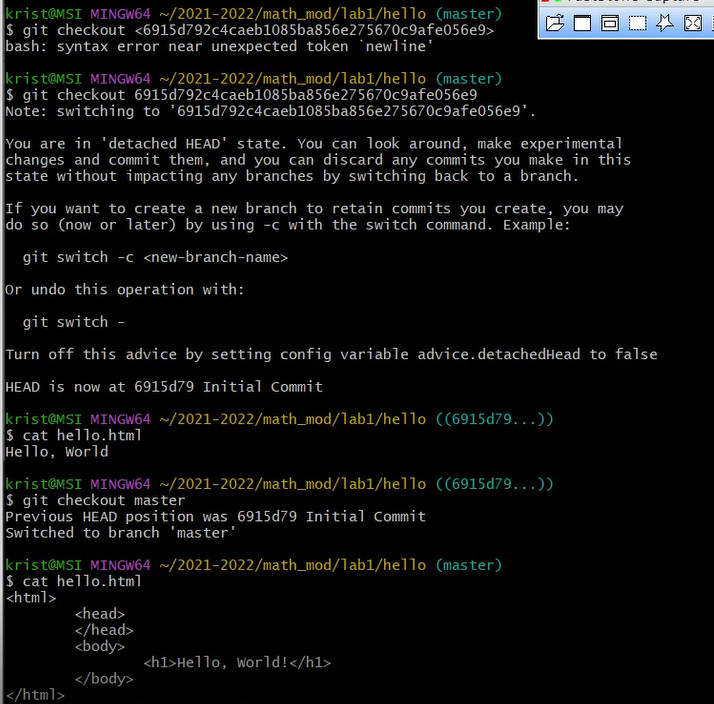 krist@MSI MINGW64 ~/2021-2022/math_mod/lab1/hello (master)
$ git checkout <6915d792c4caeb1085ba856e275670c9afe056e9>
bash: syntax error near unexpected token `newline'
krist@MSI MINGW64 ~/2021-2022/math_mod/lab1/hello (master)
$ git checkout 6915d792c4caeb1085ba856e275670c9afe056e9
Note: switching to '6915d792c4caeb1085ba856e275670c9afe056e9'.
You are in 'detached HEAD' state. You can look around, make experimental
changes and commit them, and you can discard any commits you make in this
state without impacting any branches by switching back to a branch.
If you want to create a new branch to retain commits you create, you may
do so (now or later) by using -c with the switch command. Example:
git switch -c <new-branch-name>
Or undo this operation with:
git switch -
Turn off this advice by setting config variable advice.detachedHead to false
HEAD is now at 6915d79 Initial Commit
krist@MSI MINGW64 ~/2021-2022/math_mod/lab1/hello ((6915d79...))
$ cat hello.html
Hello, World
krist@MSI MINGW64 ~/2021-2022/math_mod/lab1/hello ((6915d79...))
$ git checkout master
Previous HEAD position was 6915d79 Initial Commit
Switched to branch 'master'
krist@MSI MINGW64 ~/2021-2022/math_mod/lab1/hello (master)
$ cat hello.html
<html>
<head>
</head>
<body>
<h1>Hello, World!</h1>
</body>
</html>